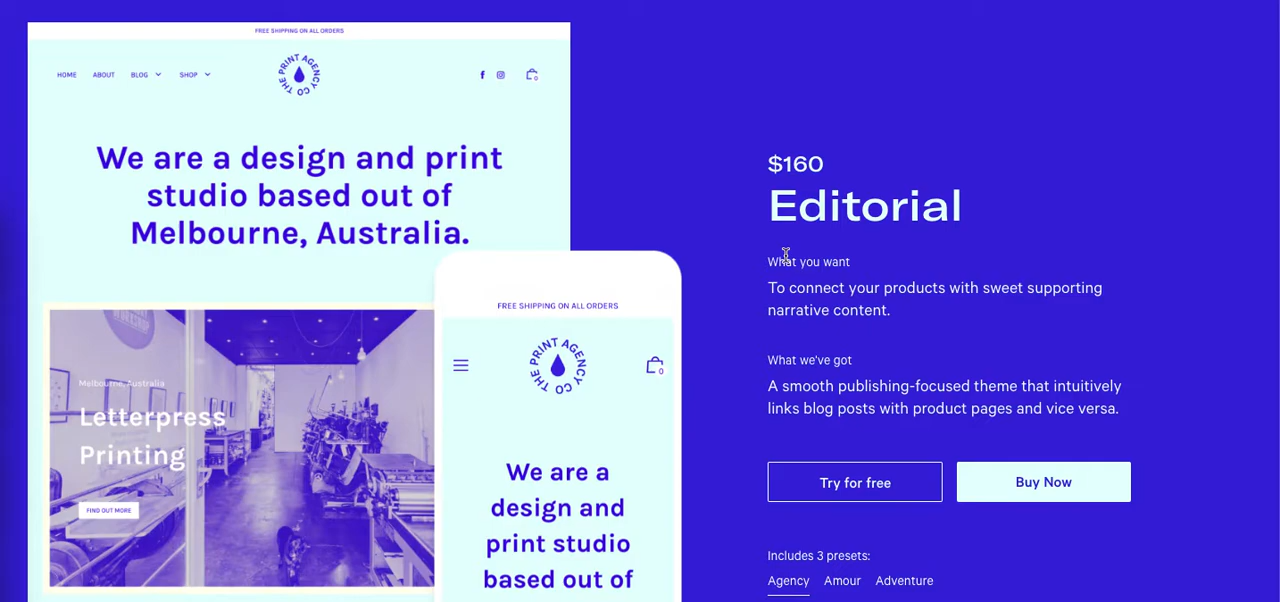 FREE SHIPPING ON ALL ORDERS
HOME ABOUT BLOG SHOP
THE PRINT AGENCY CO
0
We are a design and print
studio based out of
Melbourne, Australia.
Melbourne, Australia
Letterpress
Printing
FIND OUT MORE
FREE SHIPPING ON ALL ORDERS
THE PRINT AGENCY CO
0
We are a
design and
print studio
based out of
$160
Editorial
What you want
To connect your products with sweet supporting
narrative content.
What we've got
A smooth publishing-focused theme that intuitively
links blog posts with product pages and vice versa.
Try for free Buy Now
Includes 3 presets:
Agency Amour Adventure